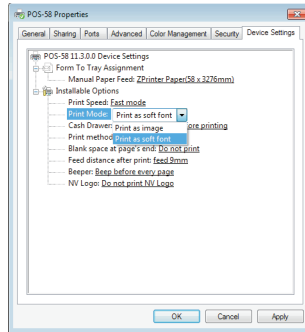 POS-58 Properties
General Sharing Ports Advanced Color Management Security Device Settings
POS-58 11.3.0.0 Device Settings
Form To Tray Assignment
Manual Paper Feed: ZPrinter Paper(58 x 3276mm)
Installable Options
Print Speed: Fast mode
Print Mode: Print as soft font
Cash Drawer: ore printing
Print as image
Print method
Print as soft font
Blank space at page's end: Do not print
Feed distance after print: feed 9mm
Beeper: Beep before every page
NV Logo: Do not print NV Logo
OK Cancel Apply